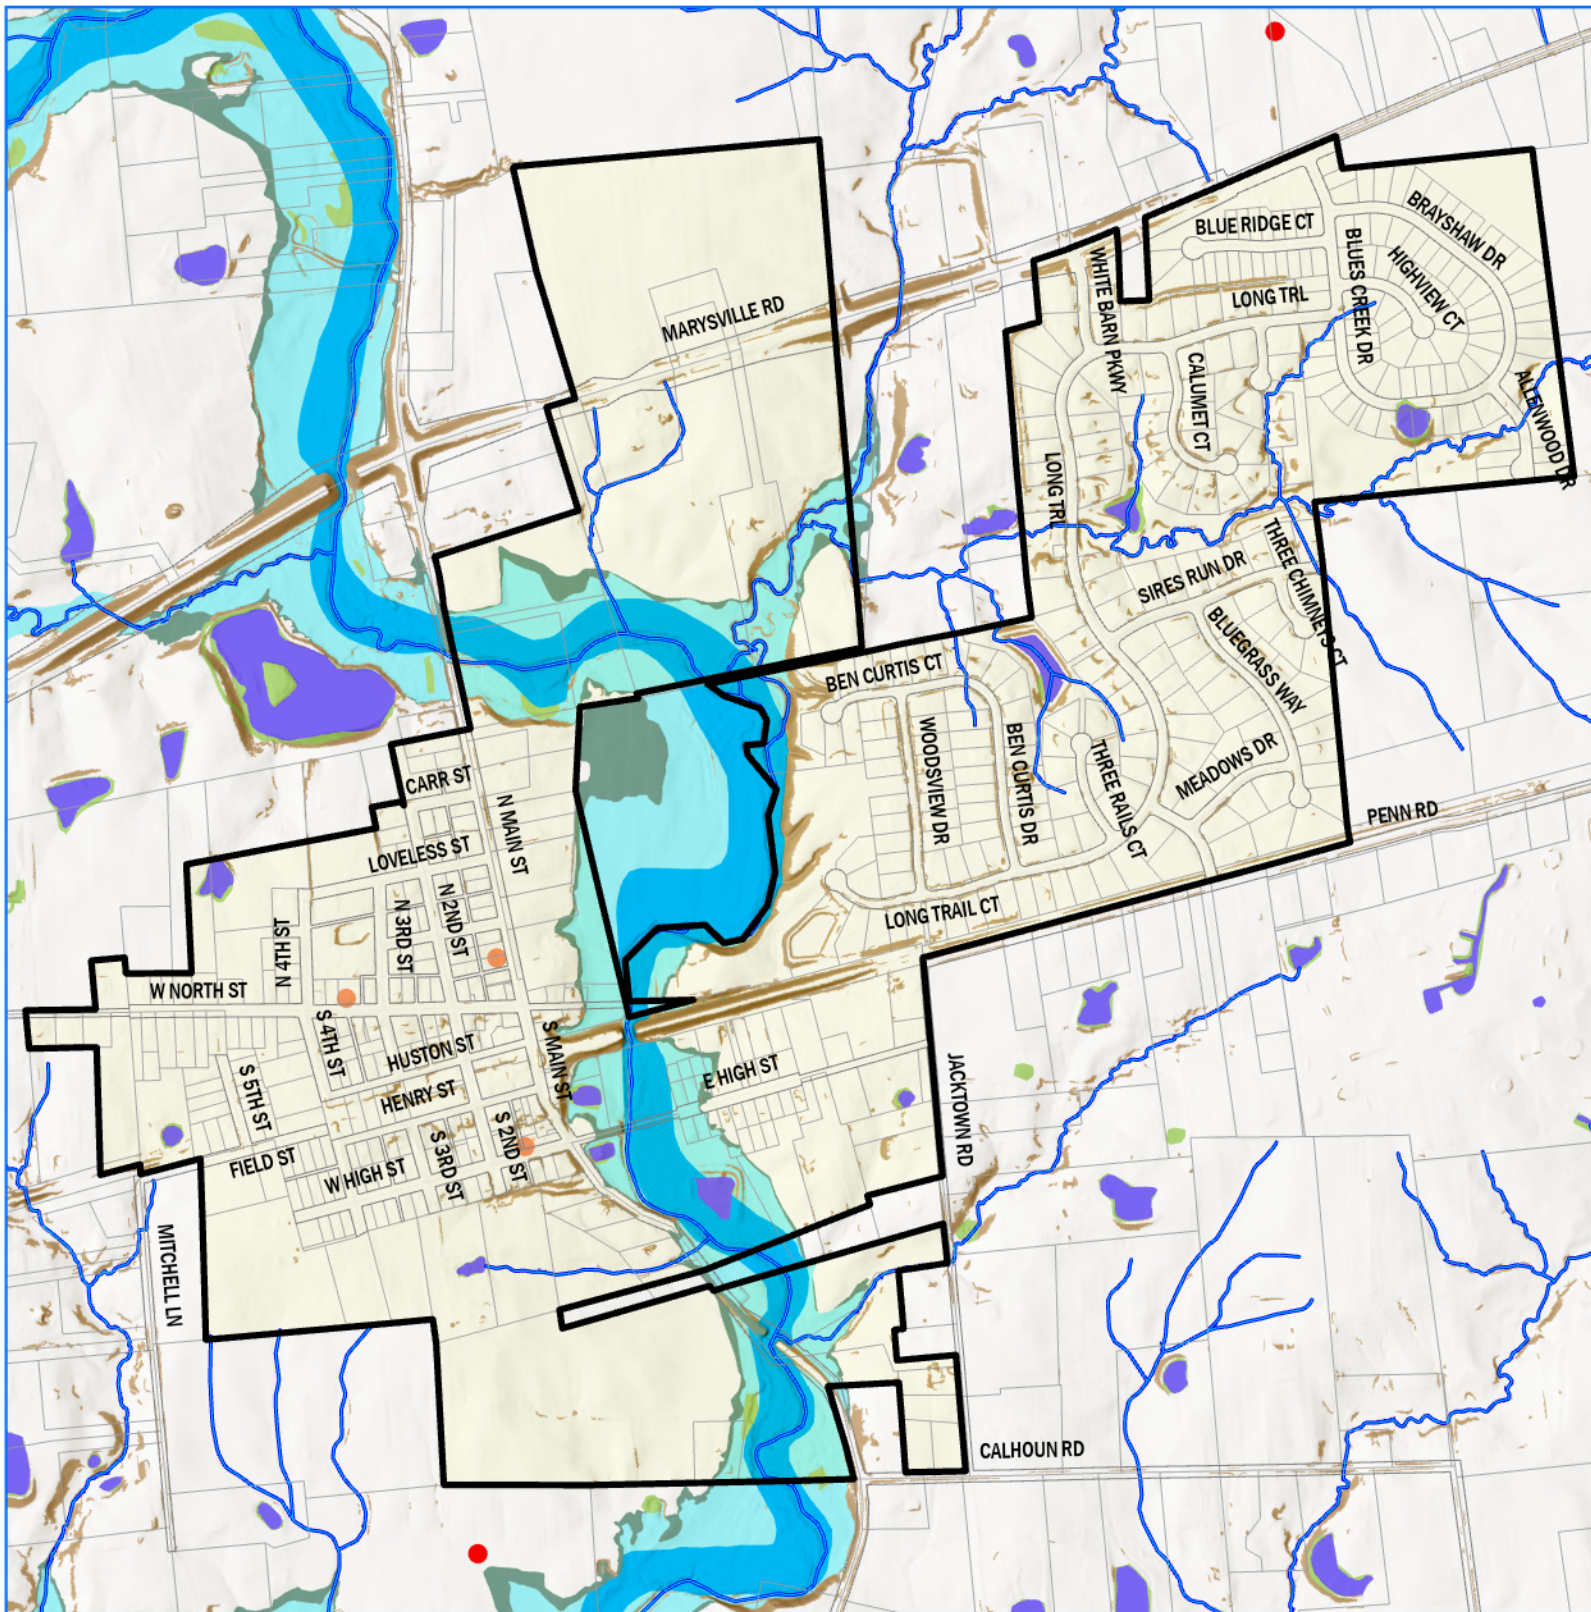 BRAYSHAW DR
BLUE RIDGE CT
BLUES CREEK DR
HIGHVIEW CT
WHITE BARN PKWY
LONG TRL
MARYSVILLE RD
CALUMET CT
ALLENWOOD DR
LONG TRL
THREE CHIMNEYS CT
SIRES RUN DR
BLUEGRASS WAY
BEN CURTIS CT
WOODSVIEW DR
BEN CURTIS DR
THREE RAILS CT
MEADOWS DR
CARR ST
N MAIN ST
PENN RD
LOVELESS ST
N 2ND ST
N 3RD ST
N 4TH ST
LONG TRAIL CT
W NORTH ST
S 4TH ST
HUSTON ST
S MAIN ST
S 5TH ST
HENRY ST
E HIGH ST
JACKTOWN RD
S 2ND ST
S 3RD ST
FIELD ST
W HIGH ST
MITCHELL LN
CALHOUN RD